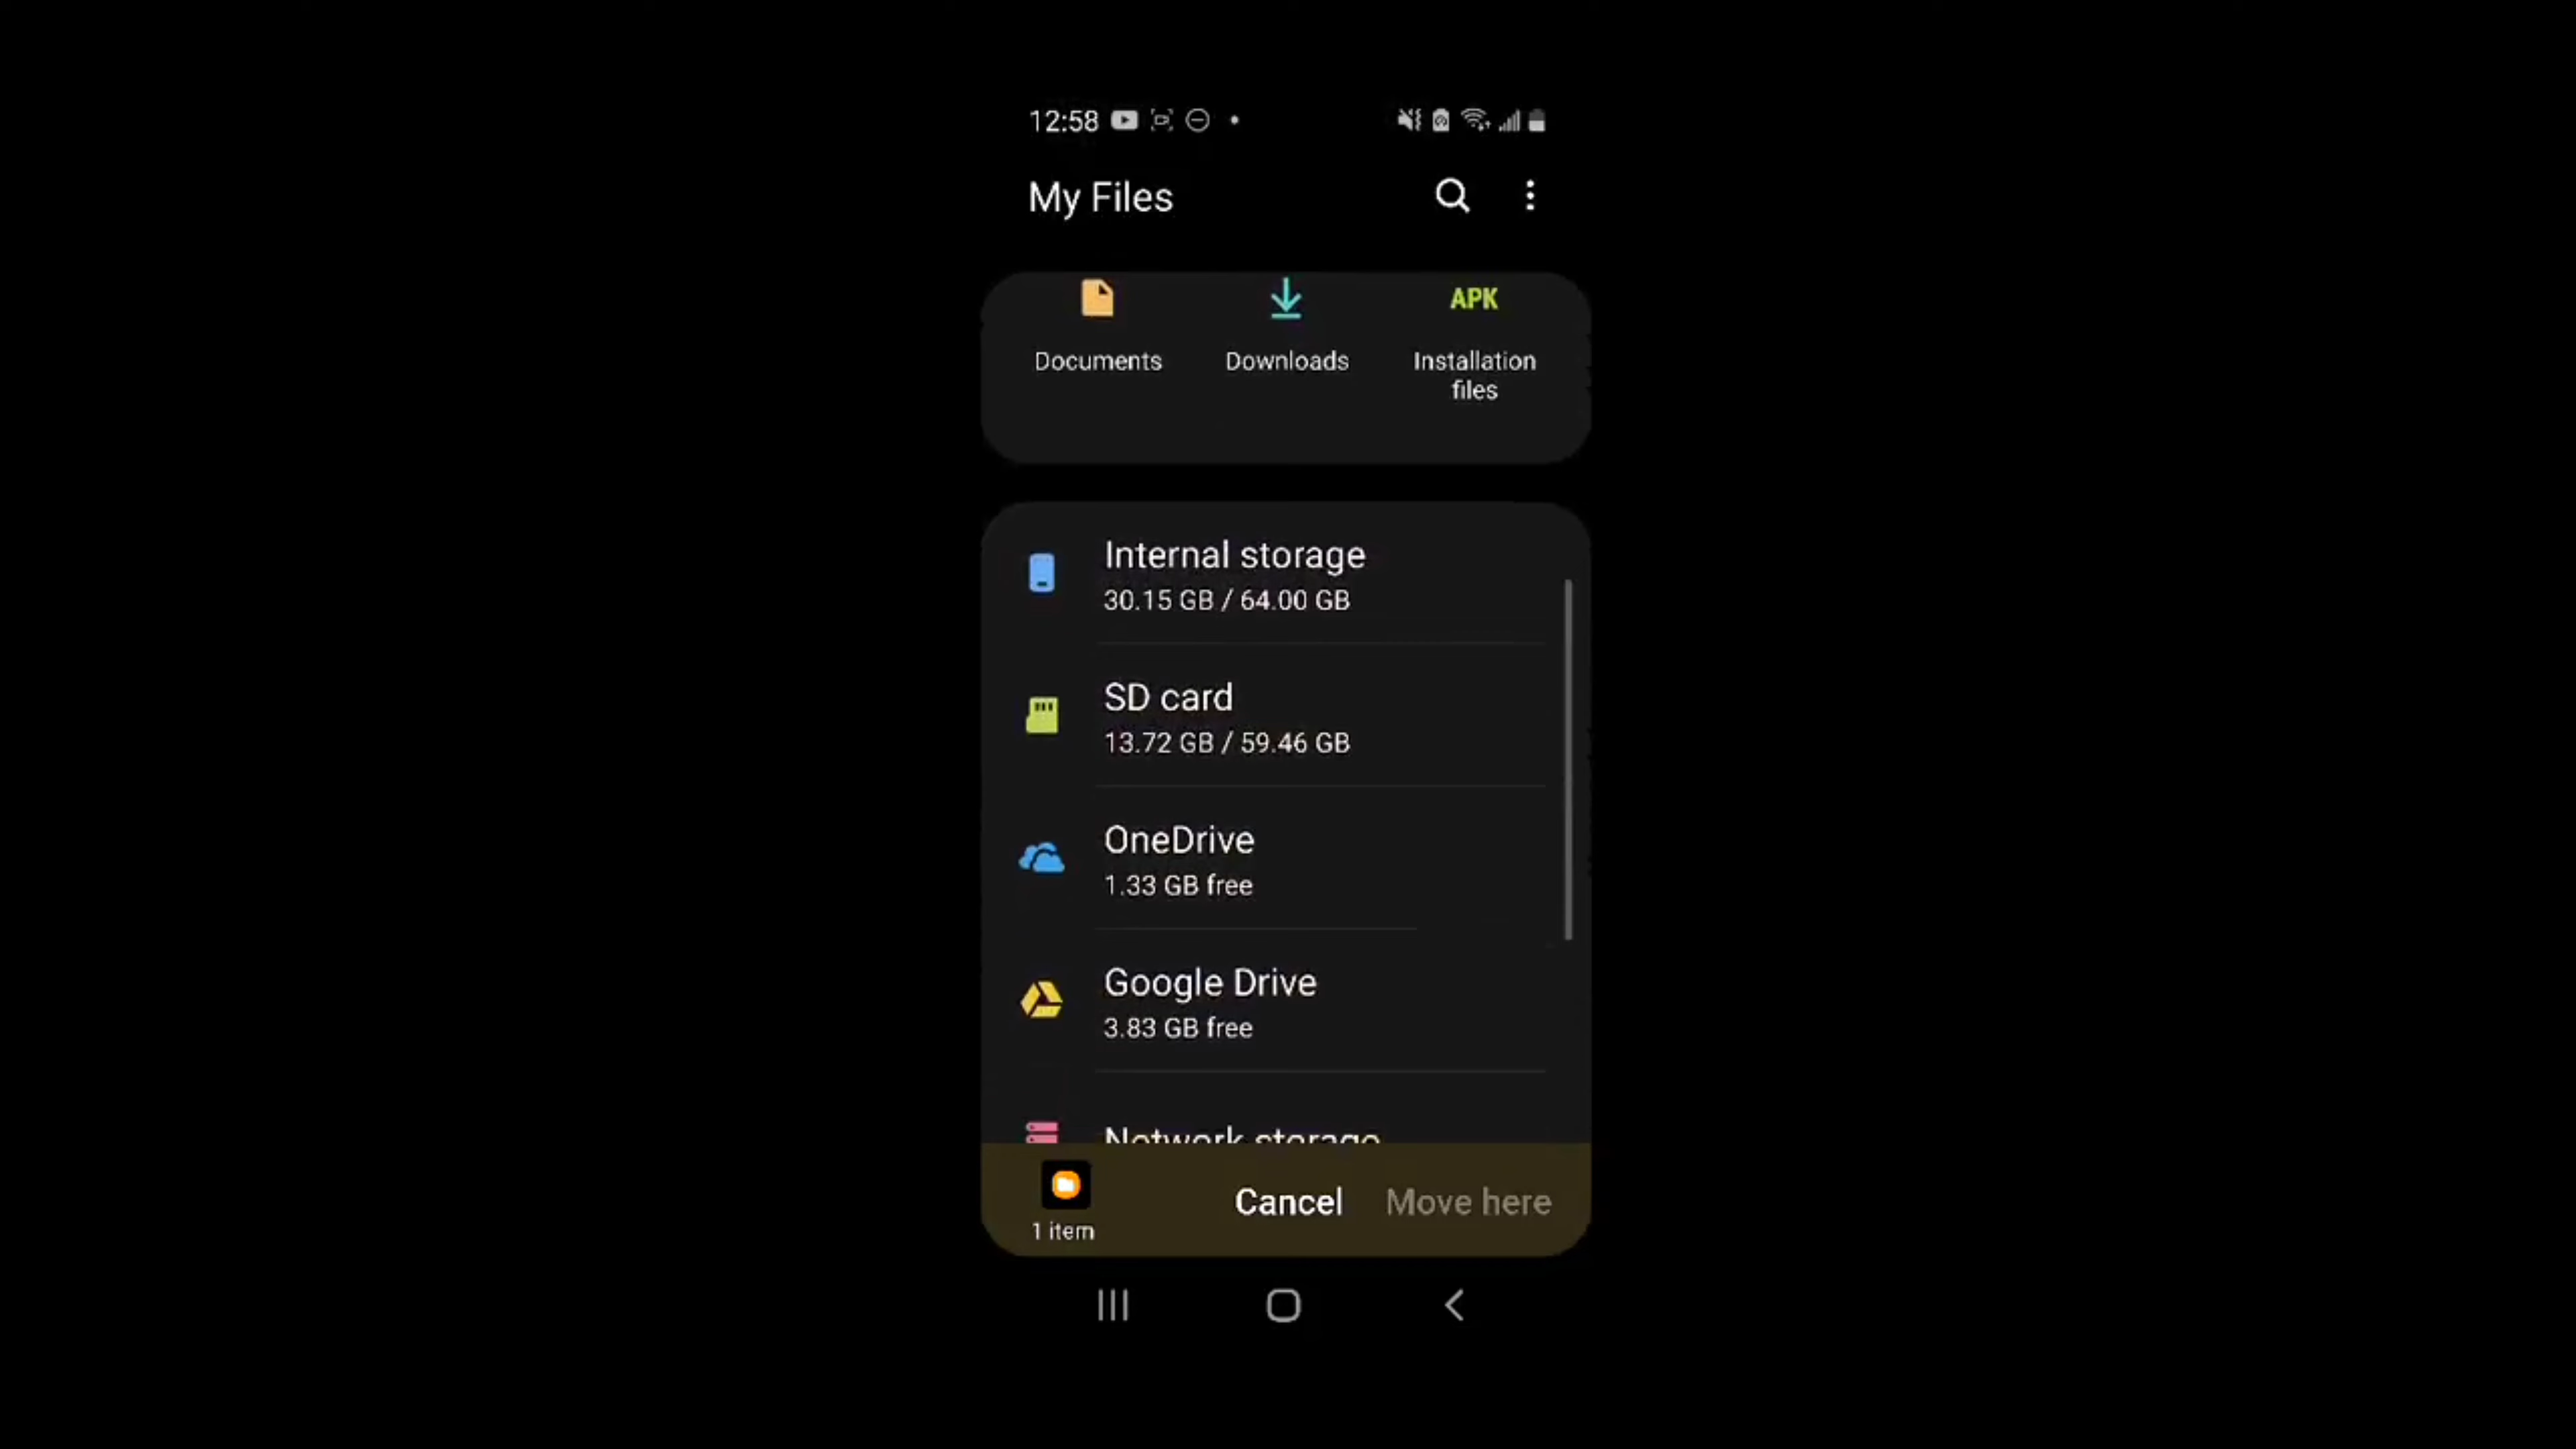 12:58
My Files
APK
Documents
Downloads
Installation
files
Internal storage
30.15 GB / 64.00 GB
SD card
13.72 GB / 59.46 GB
OneDrive
1.33 GB free
Google Drive
3.83 GB free
Network storage
Cancel
Move here
1 item